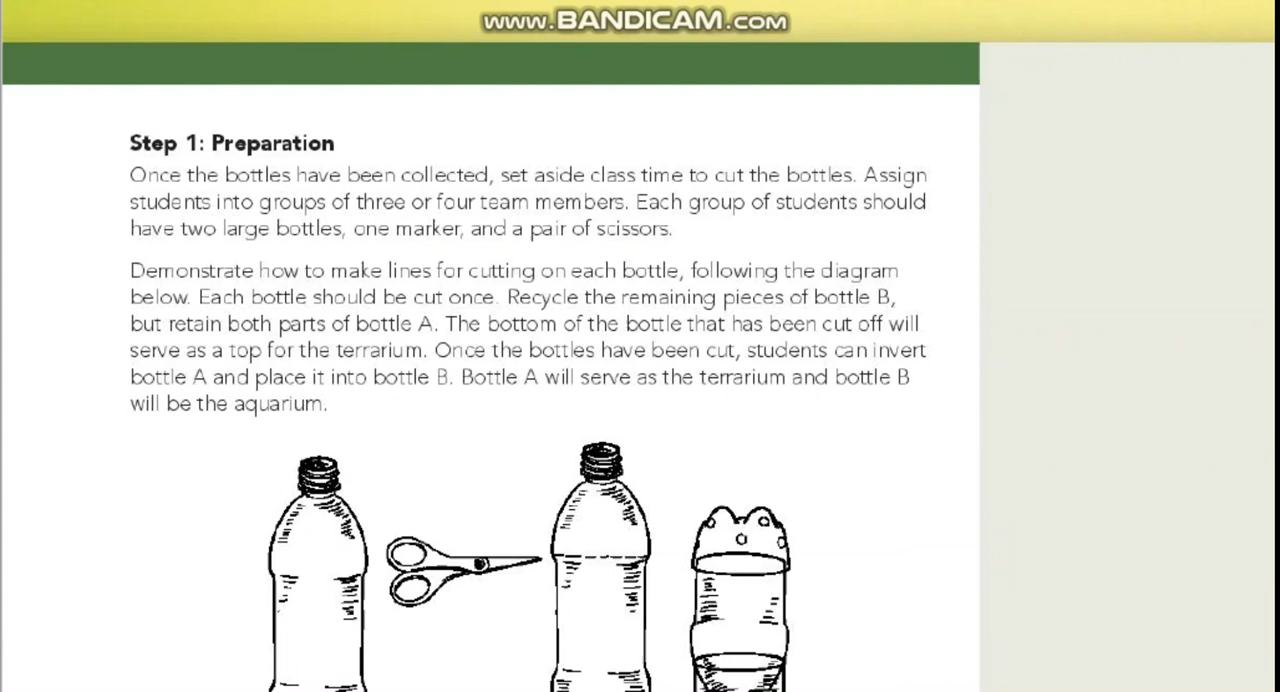 www.BANDICAM.com
Step 1: Preparation
Once the bottles have been collected, set aside class time to cut the bottles. Assign
students into groups of three or four team members. Each group of students should
have two large bottles, one marker, and a pair of scissors.
Demonstrate how to make lines for cutting on each bottle, following the diagram
below. Each bottle should be cut once. Recycle the remaining pieces of bottle B,
but retain both parts of bottle A. The bottom of the bottle that has been cut off will
serve as a top for the terrarium. Once the bottles have been cut, students can invert
bottle A and place it into bottle B. Bottle A will serve as the terrarium and bottle B
will be the aquarium.